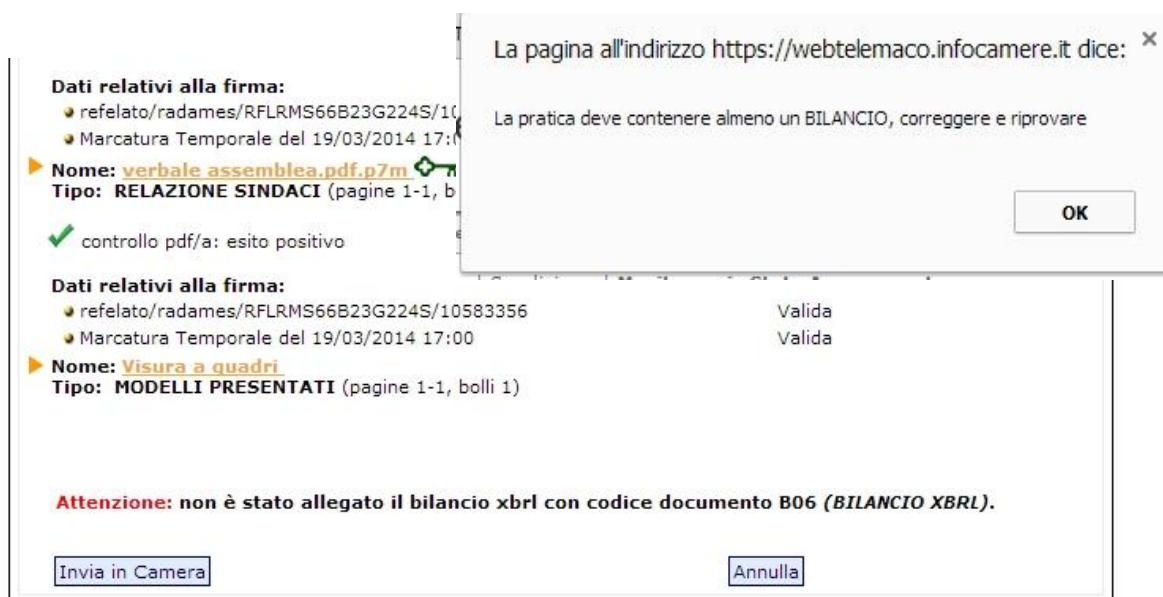 La pagina all'indirizzo https://webtelemaco.infocamere.it dice: ×
La pratica deve contenere almeno un BILANCIO, correggere e riprovare
OK
Dati relativi alla firma:
refelato/radames/RFLRMS66B23G224S/10
Marcatura Temporale del 19/03/2014 17:
Nome: verbale assemblea.pdf.p7m
Tipo: RELAZIONE SINDACI (pagine 1-1, b
controllo pdf/a: esito positivo
Dati relativi alla firma:
refelato/radames/RFLRMS66B23G224S/10583356 Valida
Marcatura Temporale del 19/03/2014 17:00 Valida
Nome: Visura a quadri
Tipo: MODELLI PRESENTATI (pagine 1-1, bolli 1)
Attenzione: non è stato allegato il bilancio xbrl con codice documento B06 (BILANCIO XBRL).
Invia in Camera Annulla